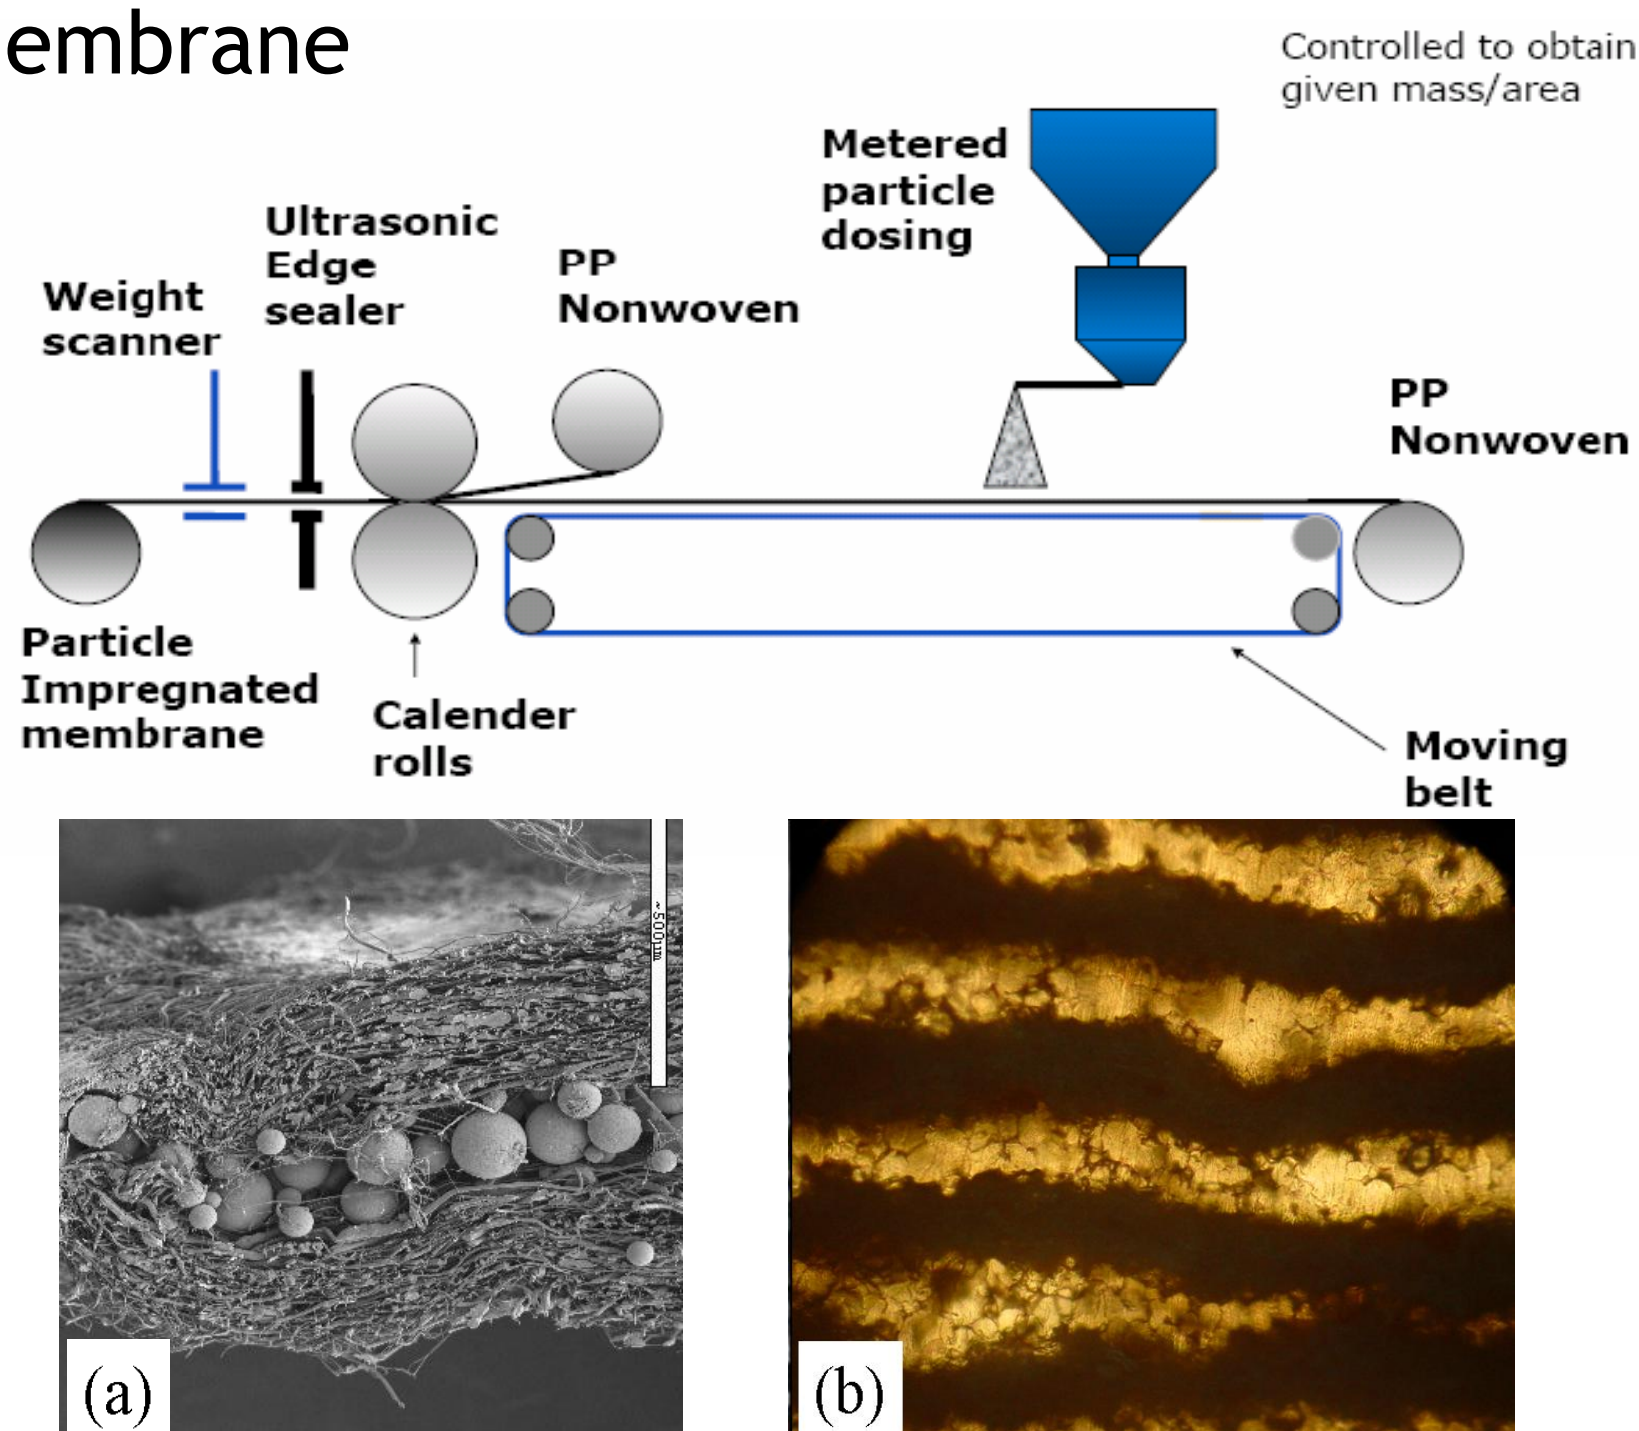 embrane
Controlled to obtain
given mass/area
Metered
particle
dosing
Ultrasonic
Edge
sealer
PP
Nonwoven
Weight
scanner
PP
Nonwoven
Particle
Impregnated
membrane
Calender
rolls
Moving
belt
~500µm
(a)
(b)